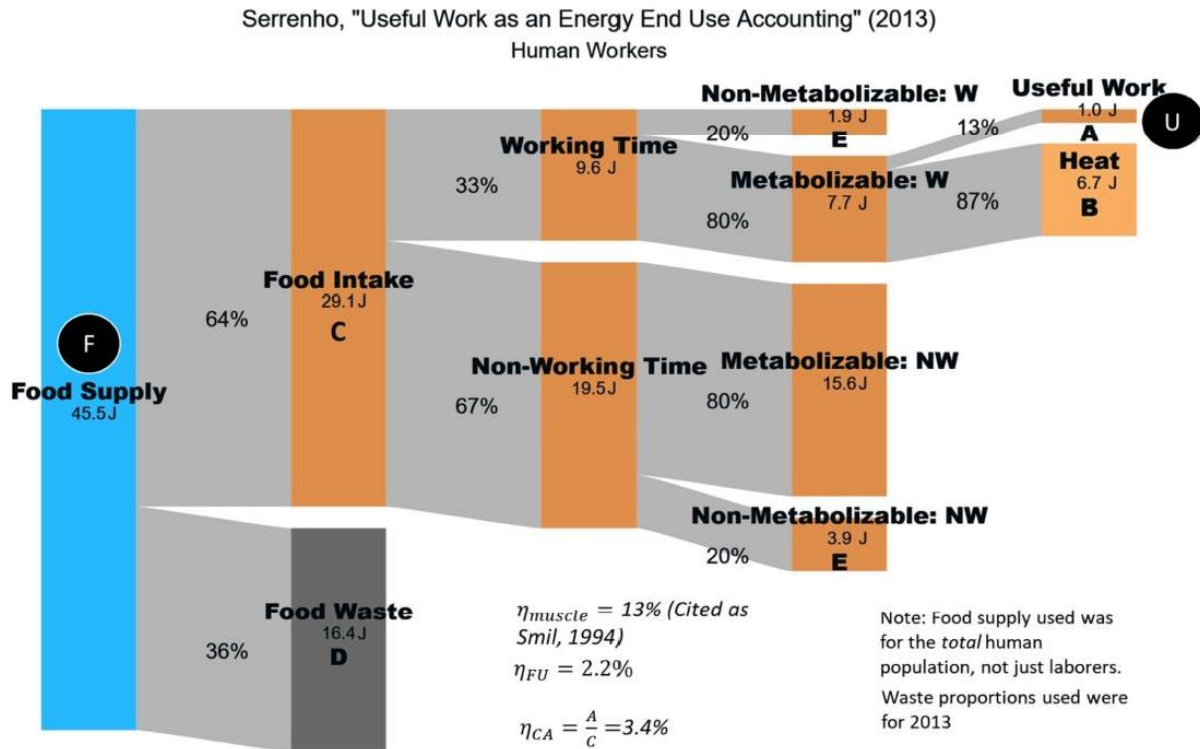 Serrenho, "Useful Work as an Energy End Use Accounting" (2013)
Human Workers
F
Food Supply
45.5 J
64%
36%
Food Intake
29.1 J
C
Food Waste
16.4 J
D
33%
67%
Working Time
9.6 J
Non-Working Time
19.5 J
20%
80%
80%
20%
Non-Metabolizable: W
1.9 J
E
Metabolizable: W
7.7 J
Metabolizable: NW
15.6 J
Non-Metabolizable: NW
3.9 J
E
13%
87%
Useful Work
1.0 J
A
U
Heat
6.7 J
B
η_muscle = 13% (Cited as
Smil, 1994)
η_FU = 2.2%
η_CA = A/C =3.4%
Note: Food supply used was
for the total human
population, not just laborers.
Waste proportions used were
for 2013